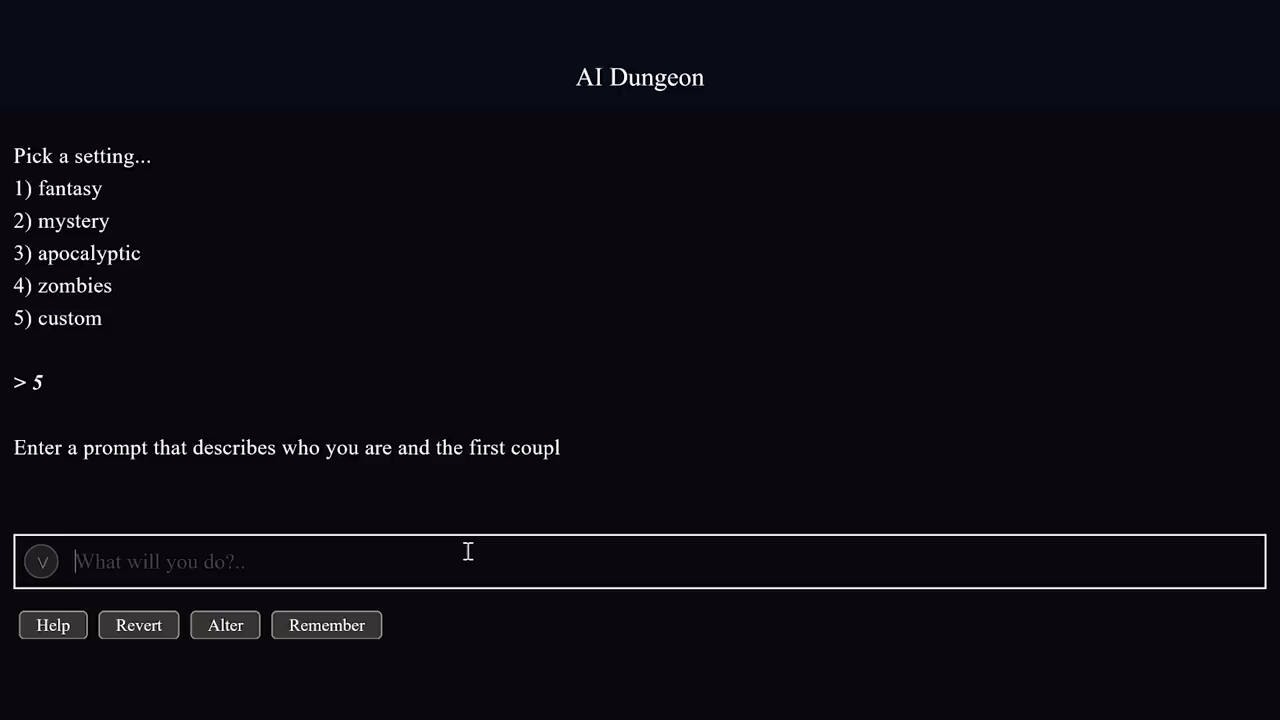 AI Dungeon
Pick a setting...
1) fantasy
2) mystery
3) apocalyptic
4) zombies
5) custom
> 5
Enter a prompt that describes who you are and the first coupl
V What will you do?..
Help Revert Alter Remember